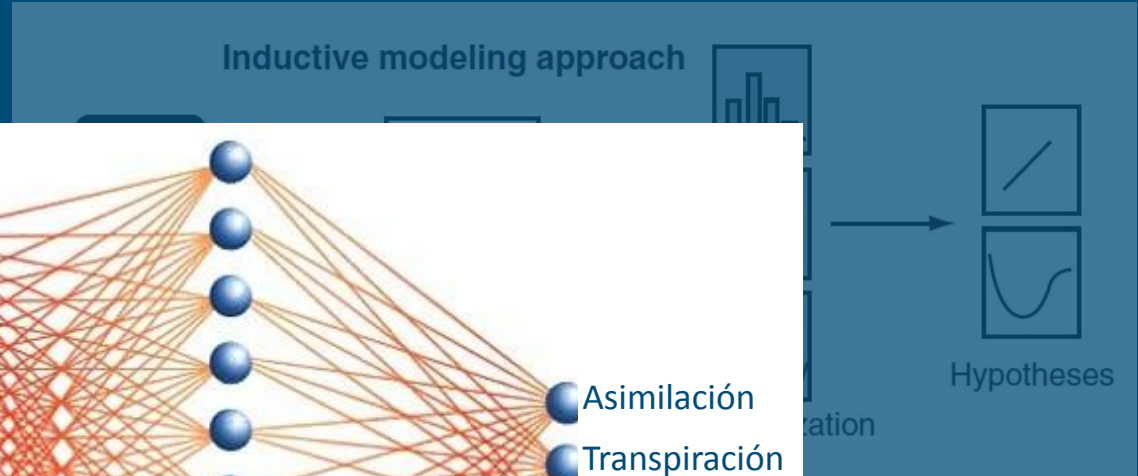 Inductive modeling approach
Hypotheses
Asimilación
Transpiración